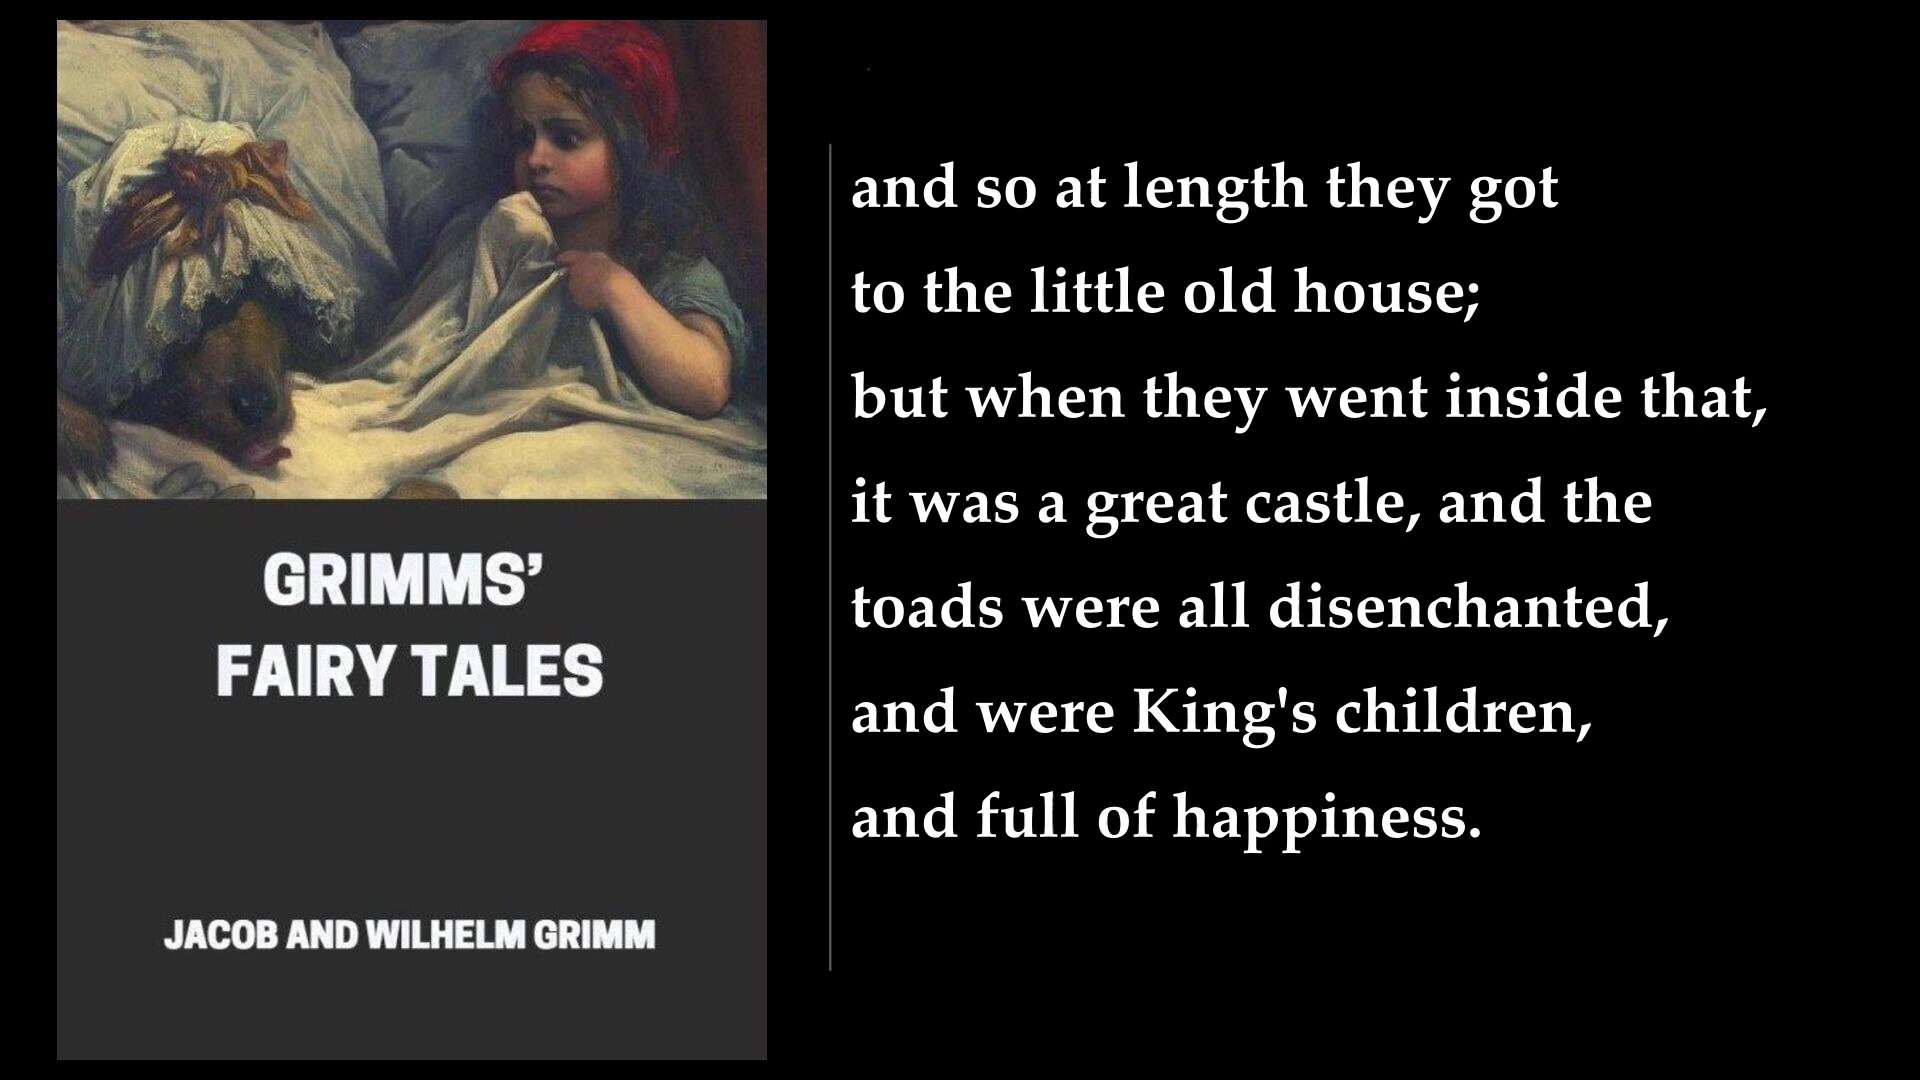 GRIMMS’
FAIRY TALES
JACOB AND WILHELM GRIMM
and so at length they got
to the little old house;
but when they went inside that,
it was a great castle, and the
toads were all disenchanted,
and were King's children,
and full of happiness.